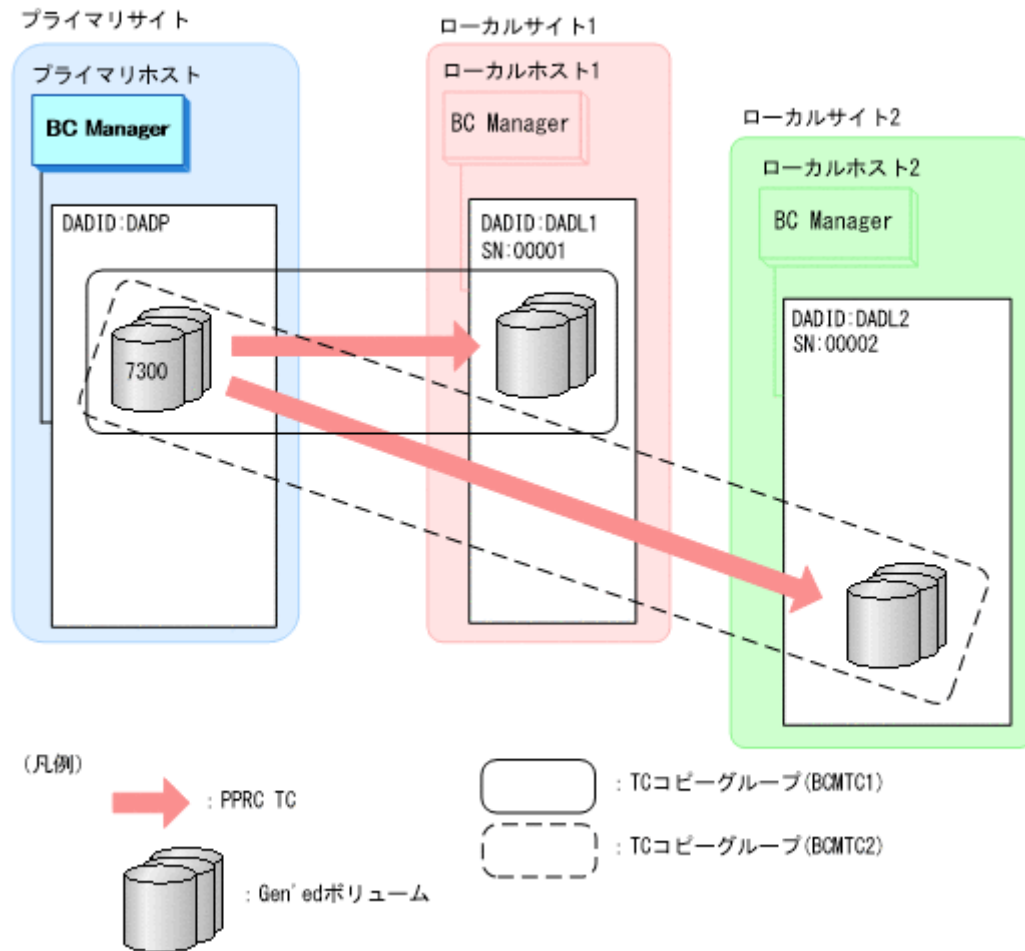 プライマリサイト
プライマリホスト
BC Manager
DADID:DADP
7300
ローカルサイト1
ローカルホスト1
BC Manager
DADID:DADL1
SN:00001
ローカルサイト2
ローカルホスト2
BC Manager
DADID:DADL2
SN:00002
(凡例)
: PPRC TC
: Gen'edボリューム
: TCコピーグループ(BCMTC1)
: TCコピーグループ(BCMTC2)